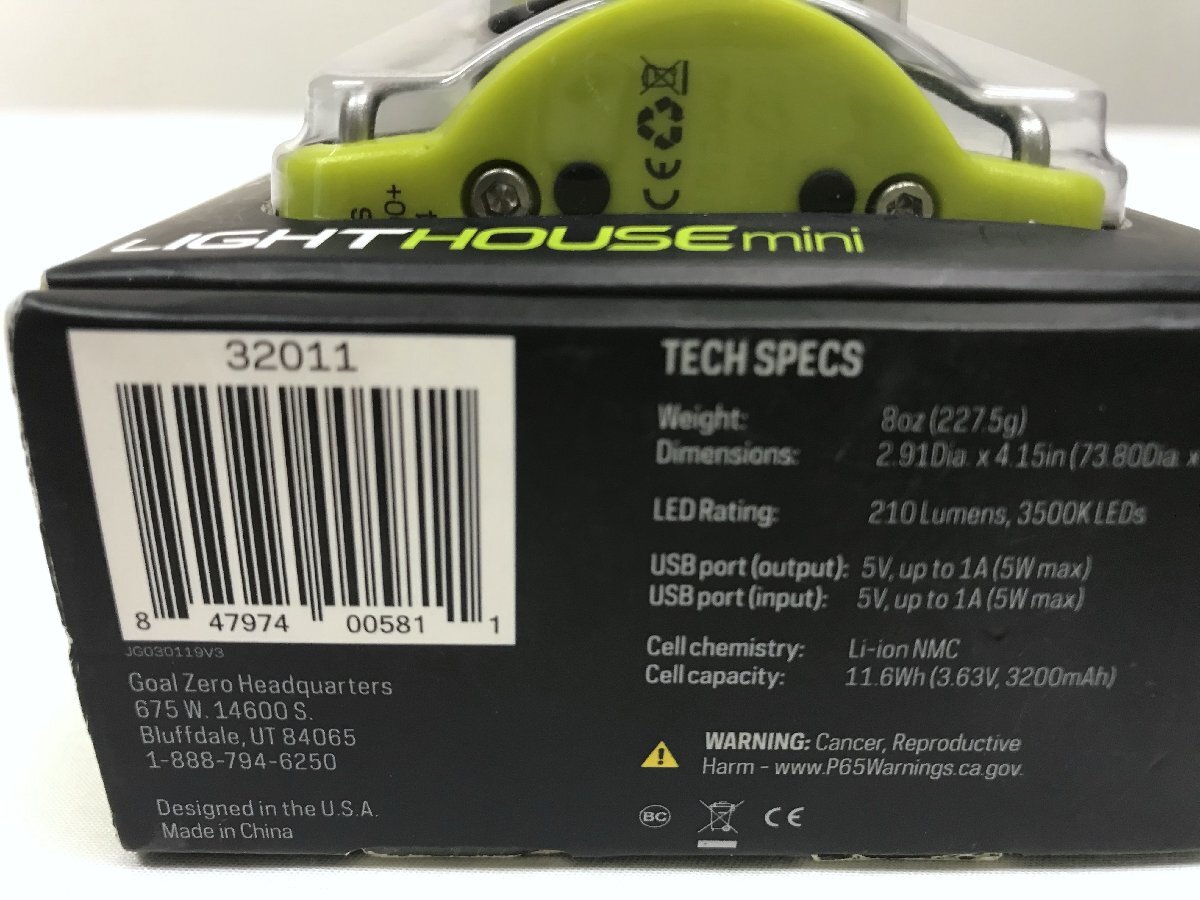 CE
LIGHTHOUSEmini
32011
8 47974 00581 1
JG030119V3
Goal Zero Headquarters
675 W. 14600 S.
Bluffdale, UT 84065
1-888-794-6250
Designed in the U.S.A.
Made in China
TECH SPECS
Weight: 8oz (227.5g)
Dimensions: 2.91Dia. x 4.15in (73.80Dia. x
LED Rating: 210 Lumens, 3500K LEDs
USB port (output): 5V, up to 1A (5W max)
USB port (input): 5V, up to 1A (5W max)
Cell chemistry: Li-ion NMC
Cell capacity: 11.6Wh (3.63V, 3200mAh)
WARNING: Cancer, Reproductive
Harm - www.P65Warnings.ca.gov.
BC CE